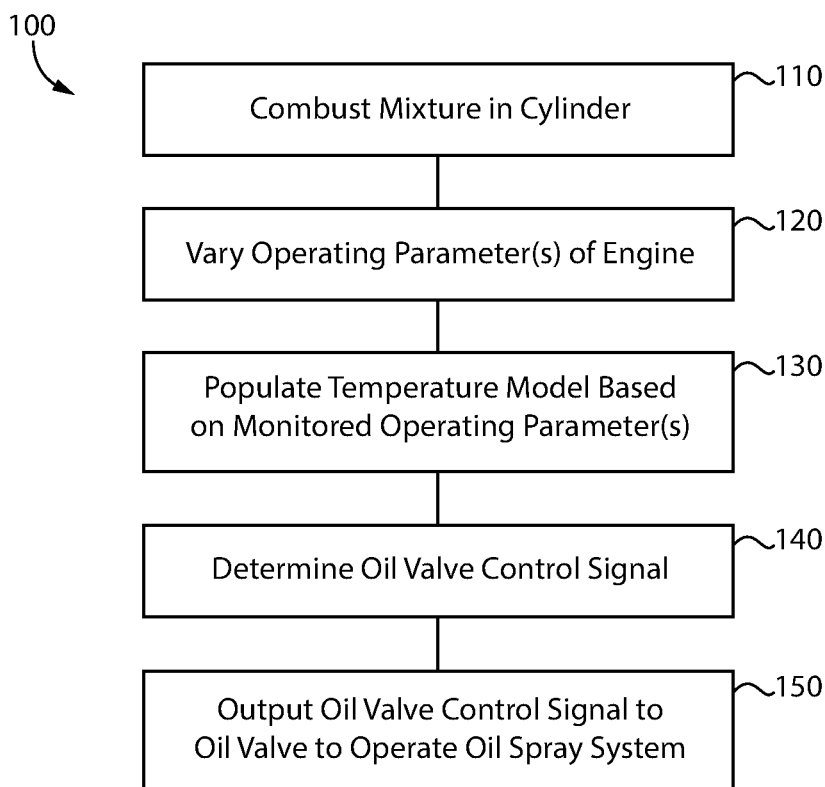 100
110
Combust Mixture in Cylinder
120
Vary Operating Parameter(s) of Engine
130
Populate Temperature Model Based
on Monitored Operating Parameter(s)
140
Determine Oil Valve Control Signal
150
Output Oil Valve Control Signal to
Oil Valve to Operate Oil Spray System